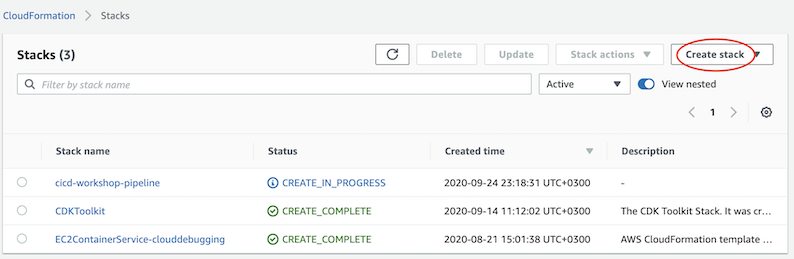 CloudFormation > Stacks
Stacks (3) Delete Update Stack actions Create stack
Filter by stack name Active View nested
1
Stack name Status Created time Description
cicd-workshop-pipeline CREATE_IN_PROGRESS 2020-09-24 23:18:31 UTC+0300 -
CDKToolkit CREATE_COMPLETE 2020-09-14 11:12:02 UTC+0300 The CDK Toolkit Stack. It was cr...
EC2ContainerService-clouddebugging CREATE_COMPLETE 2020-08-21 15:01:38 UTC+0300 AWS CloudFormation template ...